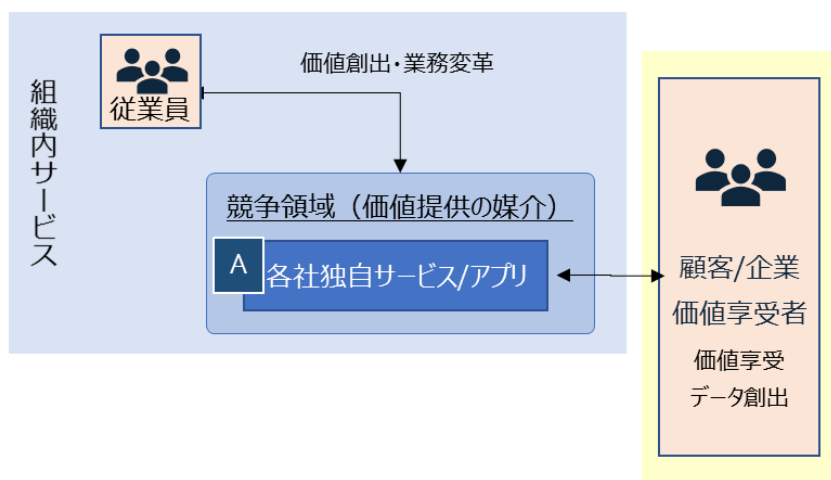 組織内サービス
従業員
価値創出・業務変革
競争領域（価値提供の媒介）
A
各社独自サービス/アプリ
顧客/企業
価値享受者
価値享受
データ創出